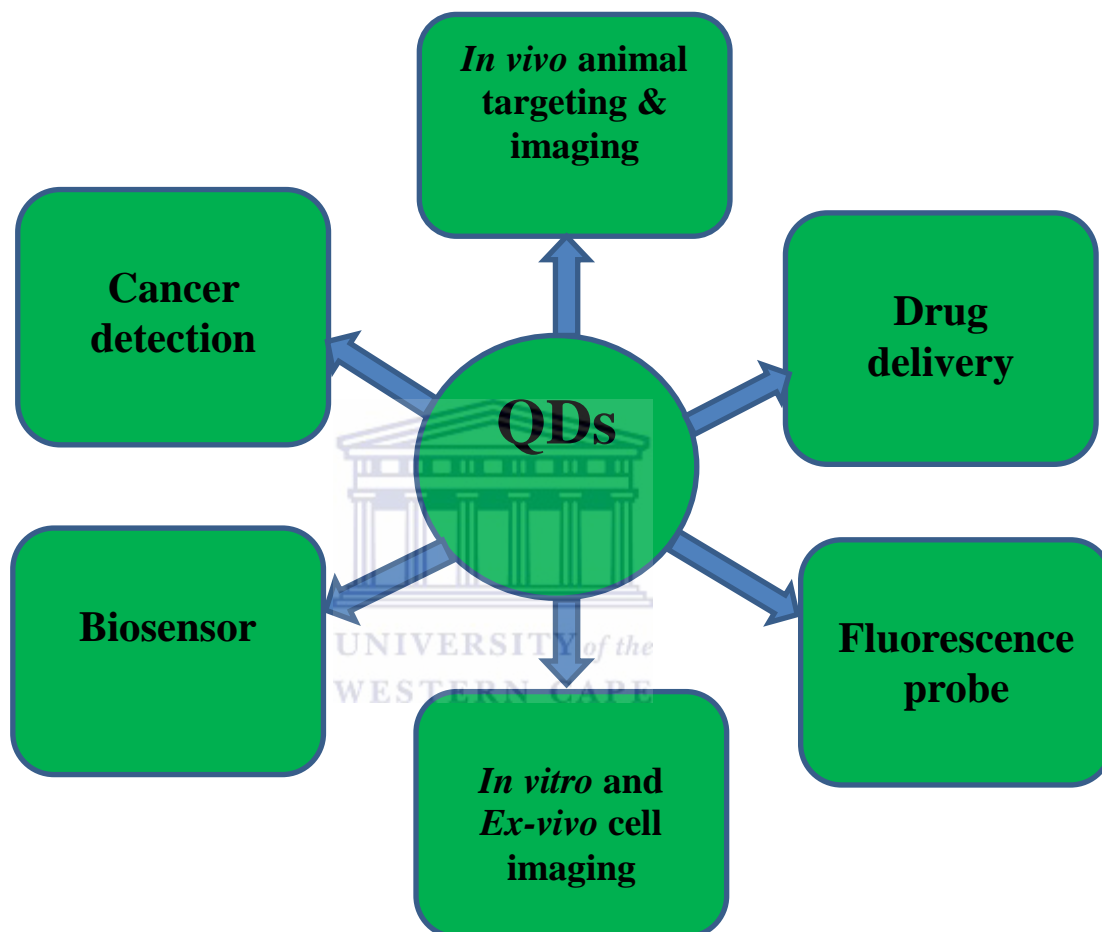 In vivo animal
targeting &
imaging
Cancer
detection
Drug
delivery
QDs
Biosensor
Fluorescence
probe
UNIVERSITY of the
WESTERN CAPE
In vitro and
Ex-vivo cell
imaging